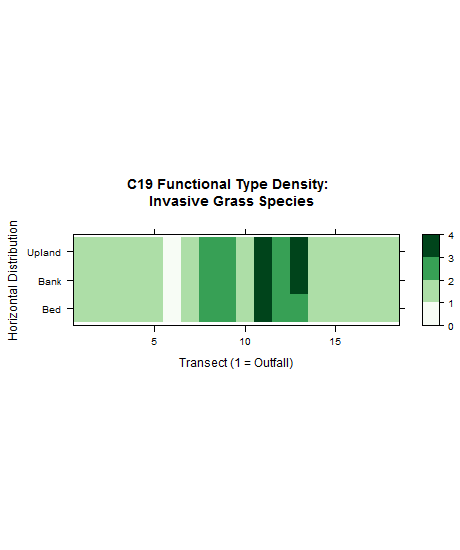 C19 Functional Type Density:
Invasive Grass Species
Horizontal Distribution
Upland
Bank
Bed
5 10 15
Transect (1 = Outfall)
4
3
2
1
0